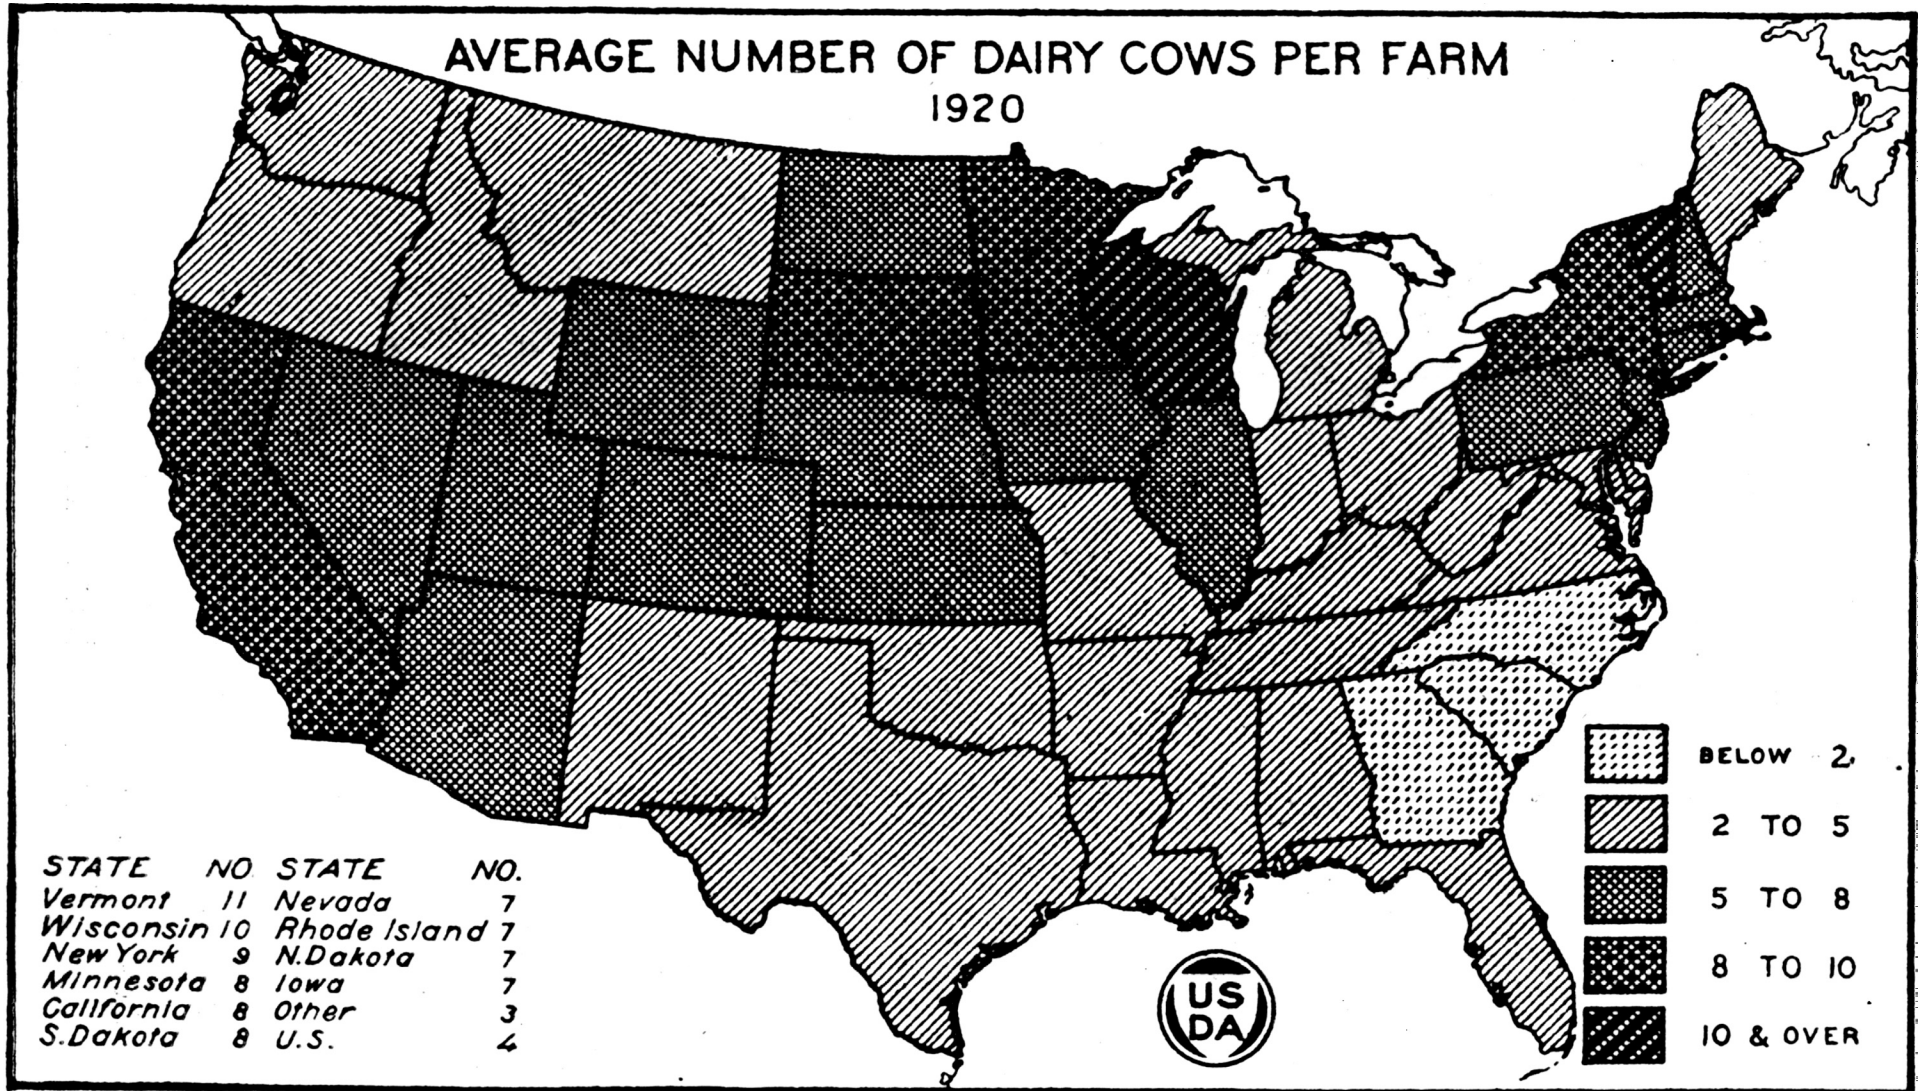 AVERAGE NUMBER OF DAIRY COWS PER FARM
1920
BELOW 2.
2 TO 5
5 TO 8
8 TO 10
10 & OVER
STATE NO STATE NO.
Vermont 11 Nevada 7
Wisconsin 10 Rhode Island 7
New York 9 N.Dakota 7
Minnesota 8 Iowa 7
California 8 Other 3
S.Dakota 8 U.S. 4
US
DA